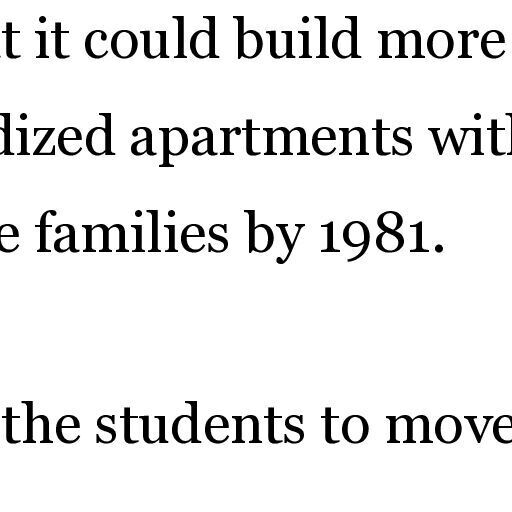 t it could build more
dized apartments with
e families by 1981.
the students to move